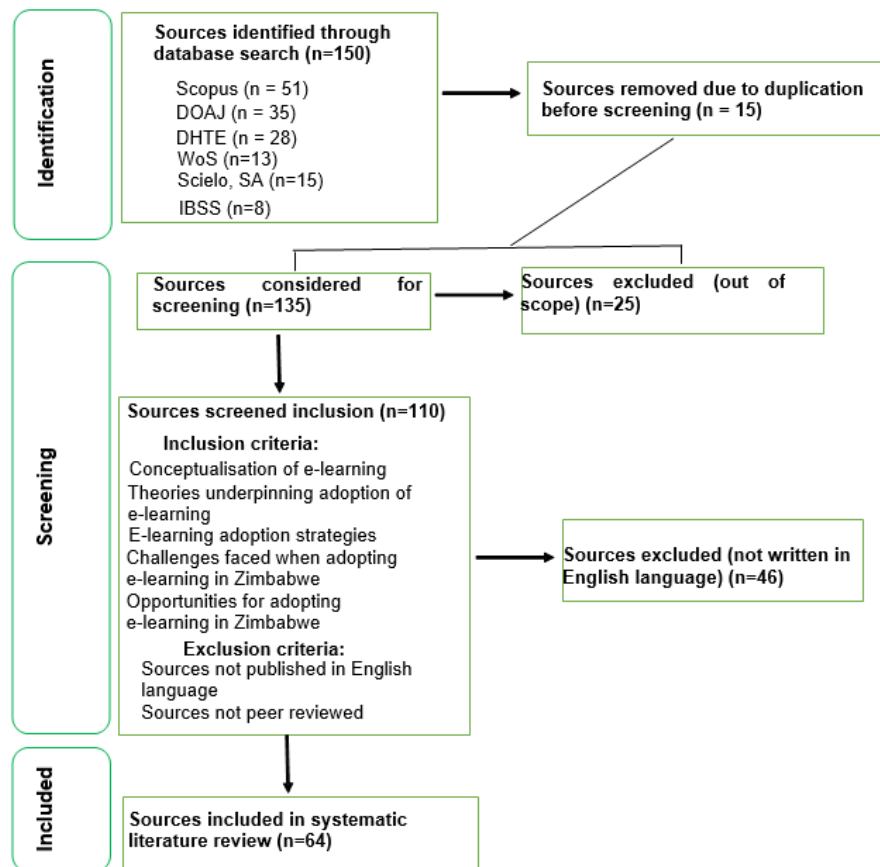 Identification
Sources identified through
database search (n=150)
Scopus (n = 51)
DOAJ (n = 35)
DHTE (n = 28)
WoS (n=13)
Scielo, SA (n=15)
IBSS (n=8)
Sources removed due to duplication
before screening (n = 15)
Screening
Sources considered for
screening (n=135)
Sources excluded (out of
scope) (n=25)
Sources screened inclusion (n=110)
Inclusion criteria:
Conceptualisation of e-learning
Theories underpinning adoption of
e-learning
E-learning adoption strategies
Challenges faced when adopting
e-learning in Zimbabwe
Opportunities for adopting
e-learning in Zimbabwe
Exclusion criteria:
Sources not published in English
language
Sources not peer reviewed
Sources excluded (not written in
English language) (n=46)
Included
Sources included in systematic
literature review (n=64)